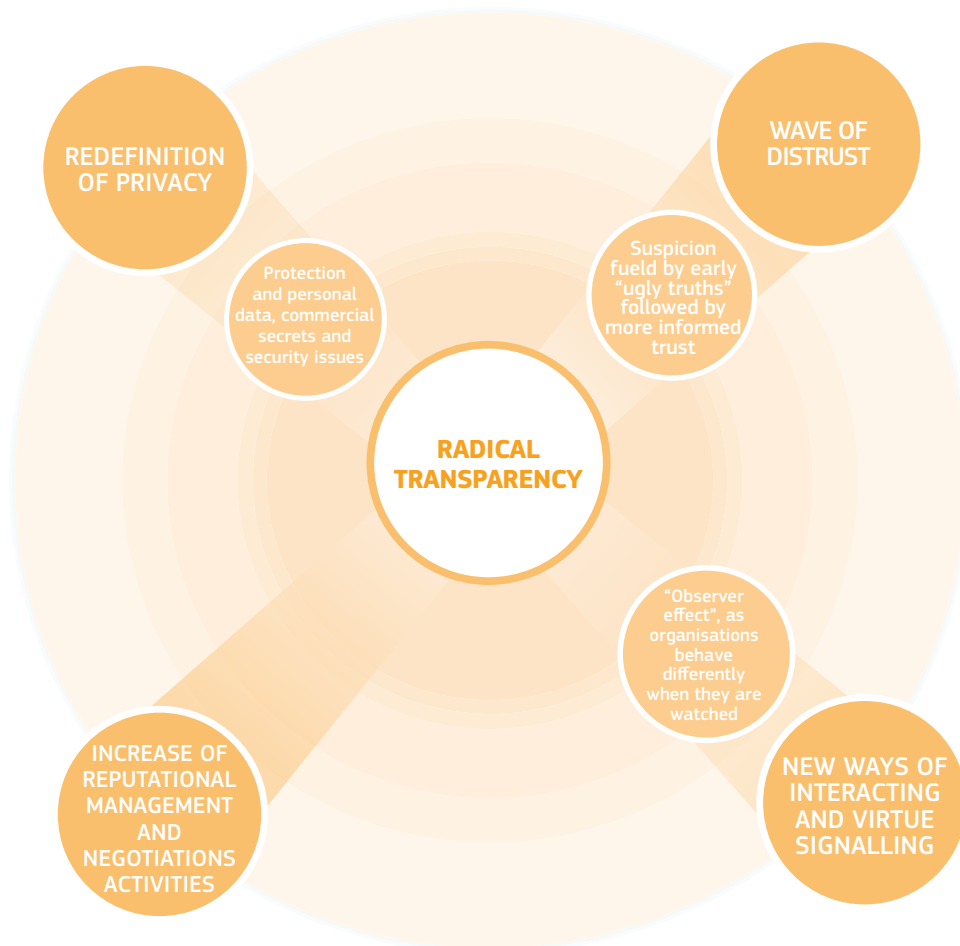 REDEFINITION
OF PRIVACY
WAVE OF
DISTRUST
Protection
and personal
data, commercial
secrets and
security issues
Suspicion
fueld by early
“ugly truths”
followed by
more informed
trust
RADICAL
TRANSPARENCY
“Observer
effect”, as
organisations
behave
differently
when they are
watched
INCREASE OF
REPUTATIONAL
MANAGEMENT
AND
NEGOTIATIONS
ACTIVITIES
NEW WAYS OF
INTERACTING
AND VIRTUE
SIGNALLING